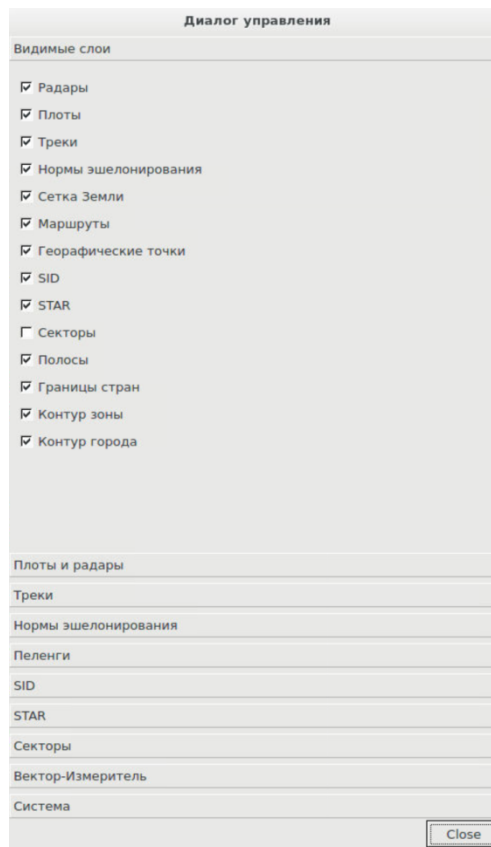 Диалог управления
Видимые слои
Радары
Плоты
Треки
Нормы эшелонирования
Сетка Земли
Маршруты
Георафические точки
SID
STAR
Секторы
Полосы
Границы стран
Контур зоны
Контур города
Плоты и радары
Треки
Нормы эшелонирования
Пеленги
SID
STAR
Секторы
Вектор-Измеритель
Система
Close